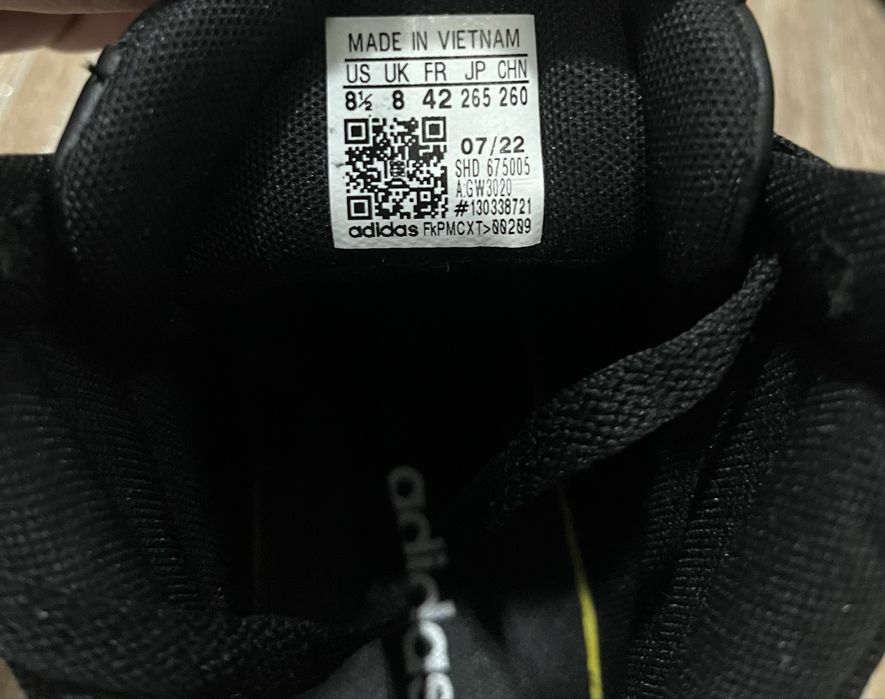 MADE IN VIETNAM
US UK FR JP CHN
8½ 8 42 265 260
07/22
SHD 675005
A:GW3020
#130338721
adidas FkPMCXT>00209
adidas